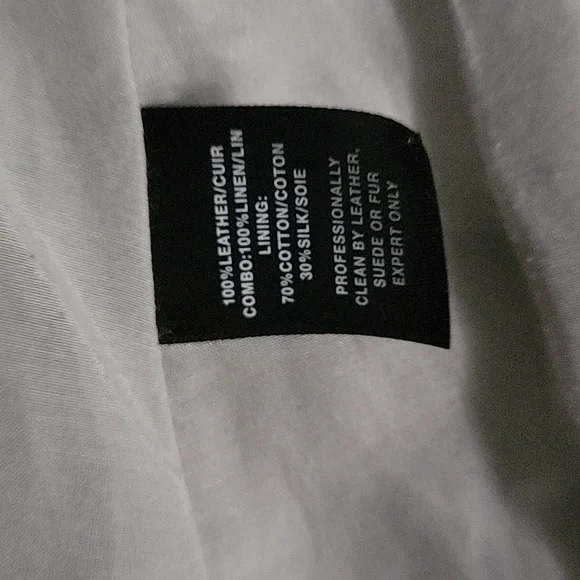 100%LEATHER/CUIR
COMBO:100%LINEN/LIN
LINING:
70%COTTON/COTON
30%SILK/SOIE
PROFESSIONALLY
CLEAN BY LEATHER,
SUEDE OR FUR
EXPERT ONLY